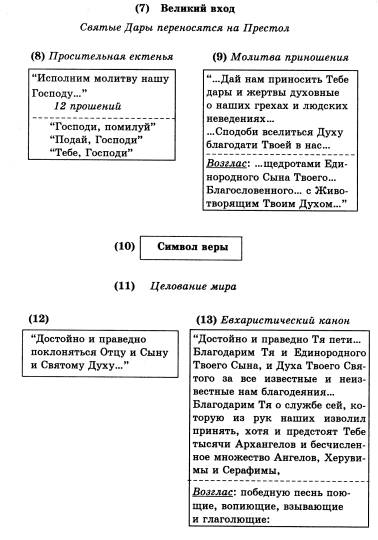 (7) Великий вход
Святые Дары переносятся на Престол
(8) Просительная ектенья
“Исполним молитву нашу
Господу...”
12 прошений
“Господи, помилуй”
“Подай, Господи”
“Тебе, Господи”
(9) Молитва приношения
“...Дай нам приносить Тебе
дары и жертвы духовные
о наших грехах и людских
неведениях...
...Сподоби вселиться Духу
благодати Твоей в нас...
Возглас: ...щедротами Еди-
нородного Сына Твоего...
Благословенного... с Живо-
творящим Твоим Духом...”
(10) Символ веры
(11) Целование мира
(12)
“Достойно и праведно
поклоняться Отцу и Сыну
и Святому Духу...”
(13) Евхаристический канон
“Достойно и праведно Тя пети...
Благодарим Тя и Единородного
Твоего Сына, и Духа Твоего Свя-
того за все известные и неиз-
вестные нам благодеяния...
Благодарим Тя о службе сей, ко-
торую из рук наших изволил
принять, хотя и предстоят Тебе
тысячи Архангелов и бесчислен-
ное множество Ангелов, Херуви-
мы и Серафимы,
Возглас: победную песнь пою-
щие, вопиющие, взывающие
и глаголющие: